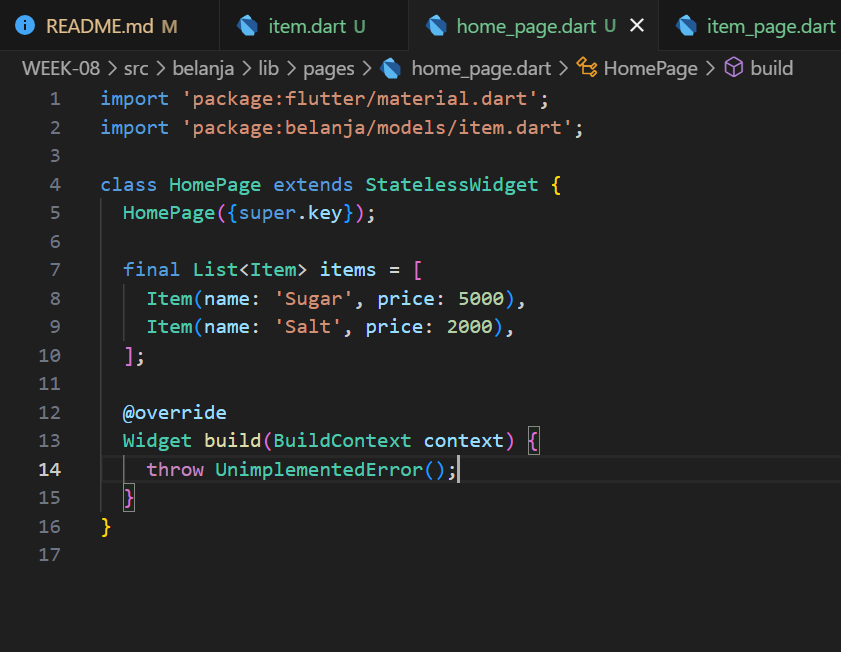 README.md M item.dart U home_page.dart U item_page.dart
WEEK-08 > src > belanja > lib > pages > home_page.dart > HomePage > build
1 import 'package:flutter/material.dart';
2 import 'package:belanja/models/item.dart';
3
4 class HomePage extends StatelessWidget {
5 HomePage({super.key});
6
7 final List<Item> items = [
8 Item(name: 'Sugar', price: 5000),
9 Item(name: 'Salt', price: 2000),
10 ];
11
12 @override
13 Widget build(BuildContext context) {
14 throw UnimplementedError();
15 }
16 }
17